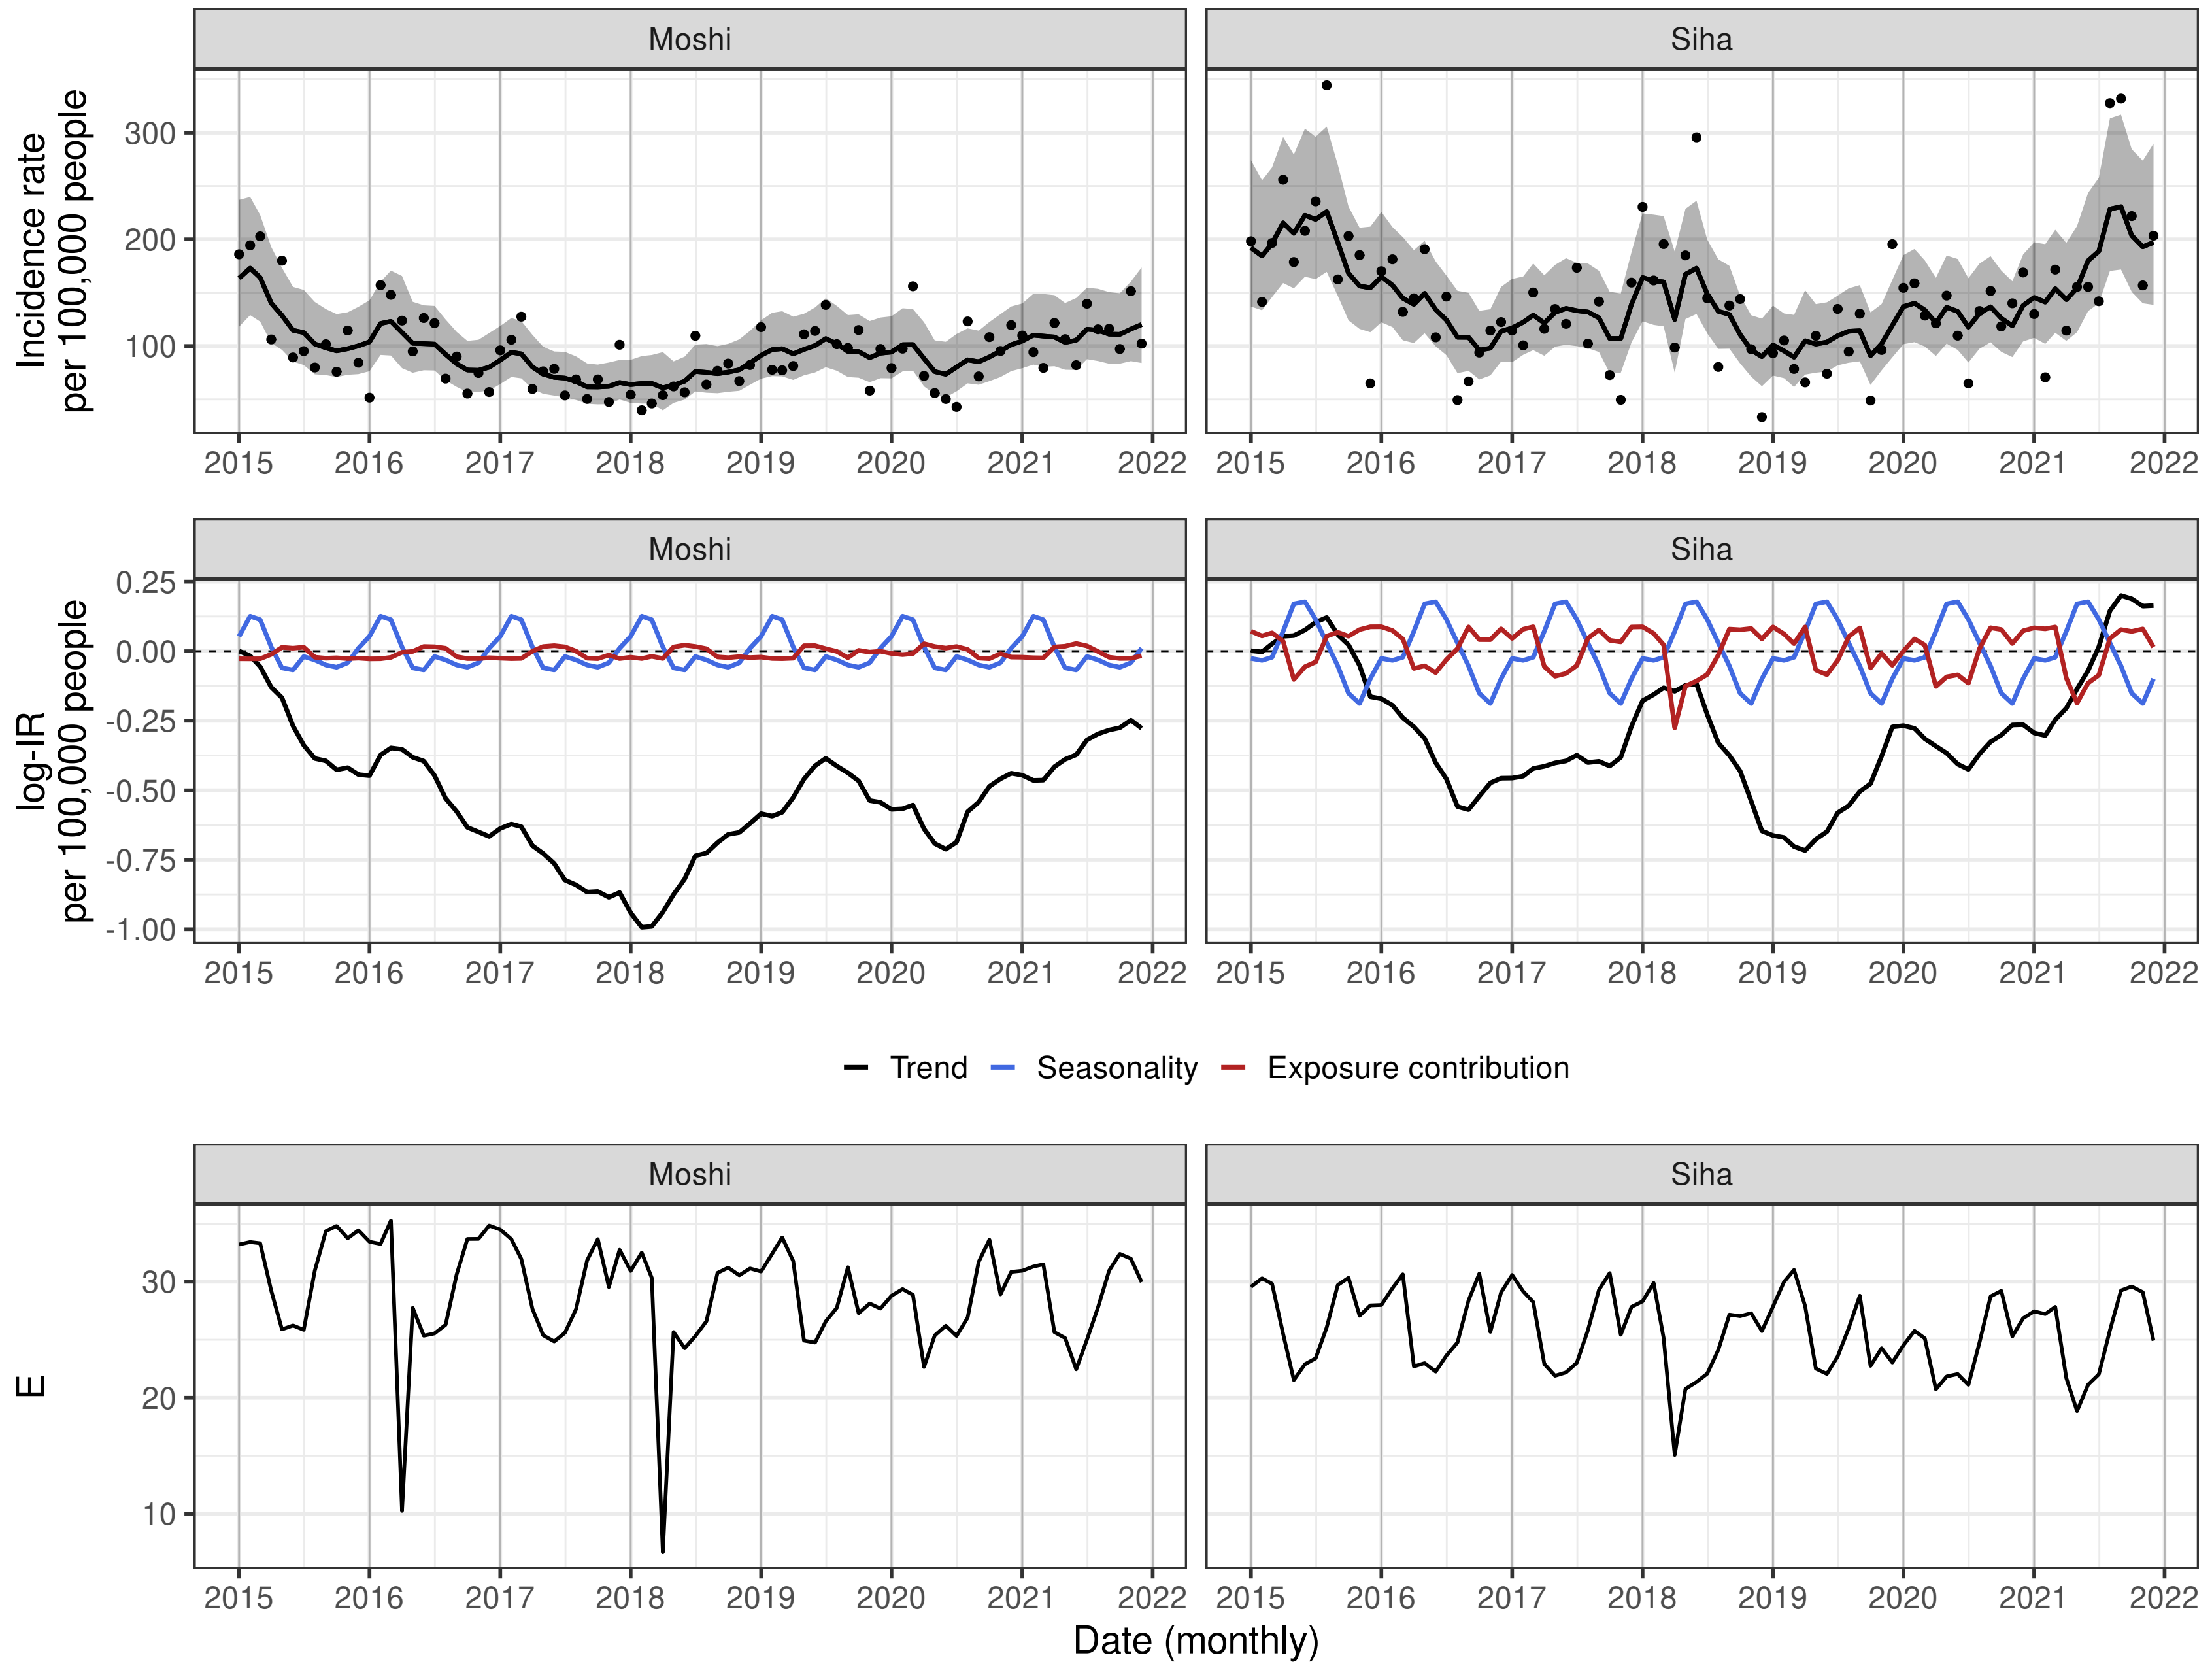 Moshi
Siha
Incidence rate
per 100,000 people
300
200
100
2015 2016 2017 2018 2019 2020 2021 2022
2015 2016 2017 2018 2019 2020 2021 2022
Moshi
Siha
log-IR
per 100,000 people
0.25
0.00
-0.25
-0.50
-0.75
-1.00
2015 2016 2017 2018 2019 2020 2021 2022
2015 2016 2017 2018 2019 2020 2021 2022
Trend Seasonality Exposure contribution
Moshi
Siha
E
30
20
10
2015 2016 2017 2018 2019 2020 2021 2022
2015 2016 2017 2018 2019 2020 2021 2022
Date (monthly)